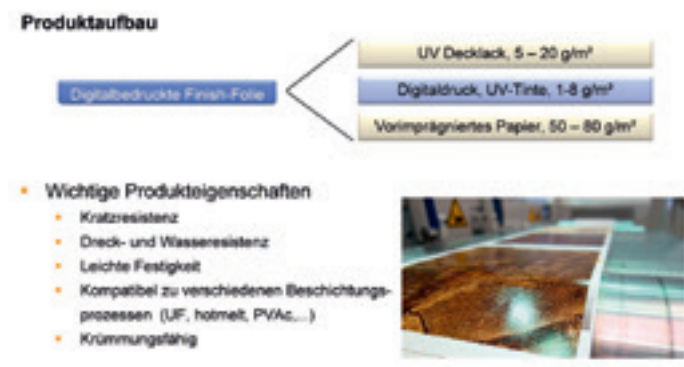 Produktaufbau
UV Decklack, 5 – 20 g/m²
Digitalbedruckte Finish-Folie
Digitaldruck, UV-Tinte, 1-8 g/m²
Vorimprägniertes Papier, 50 – 80 g/m²
Wichtige Produkteigenschaften
Kratzresistenz
Dreck- und Wasseresistenz
Leichte Festigkeit
Kompatibel zu verschiedenen Beschichtungs-
prozessen (UF, hotmelt, PVAc,...)
Krümmungsfähig